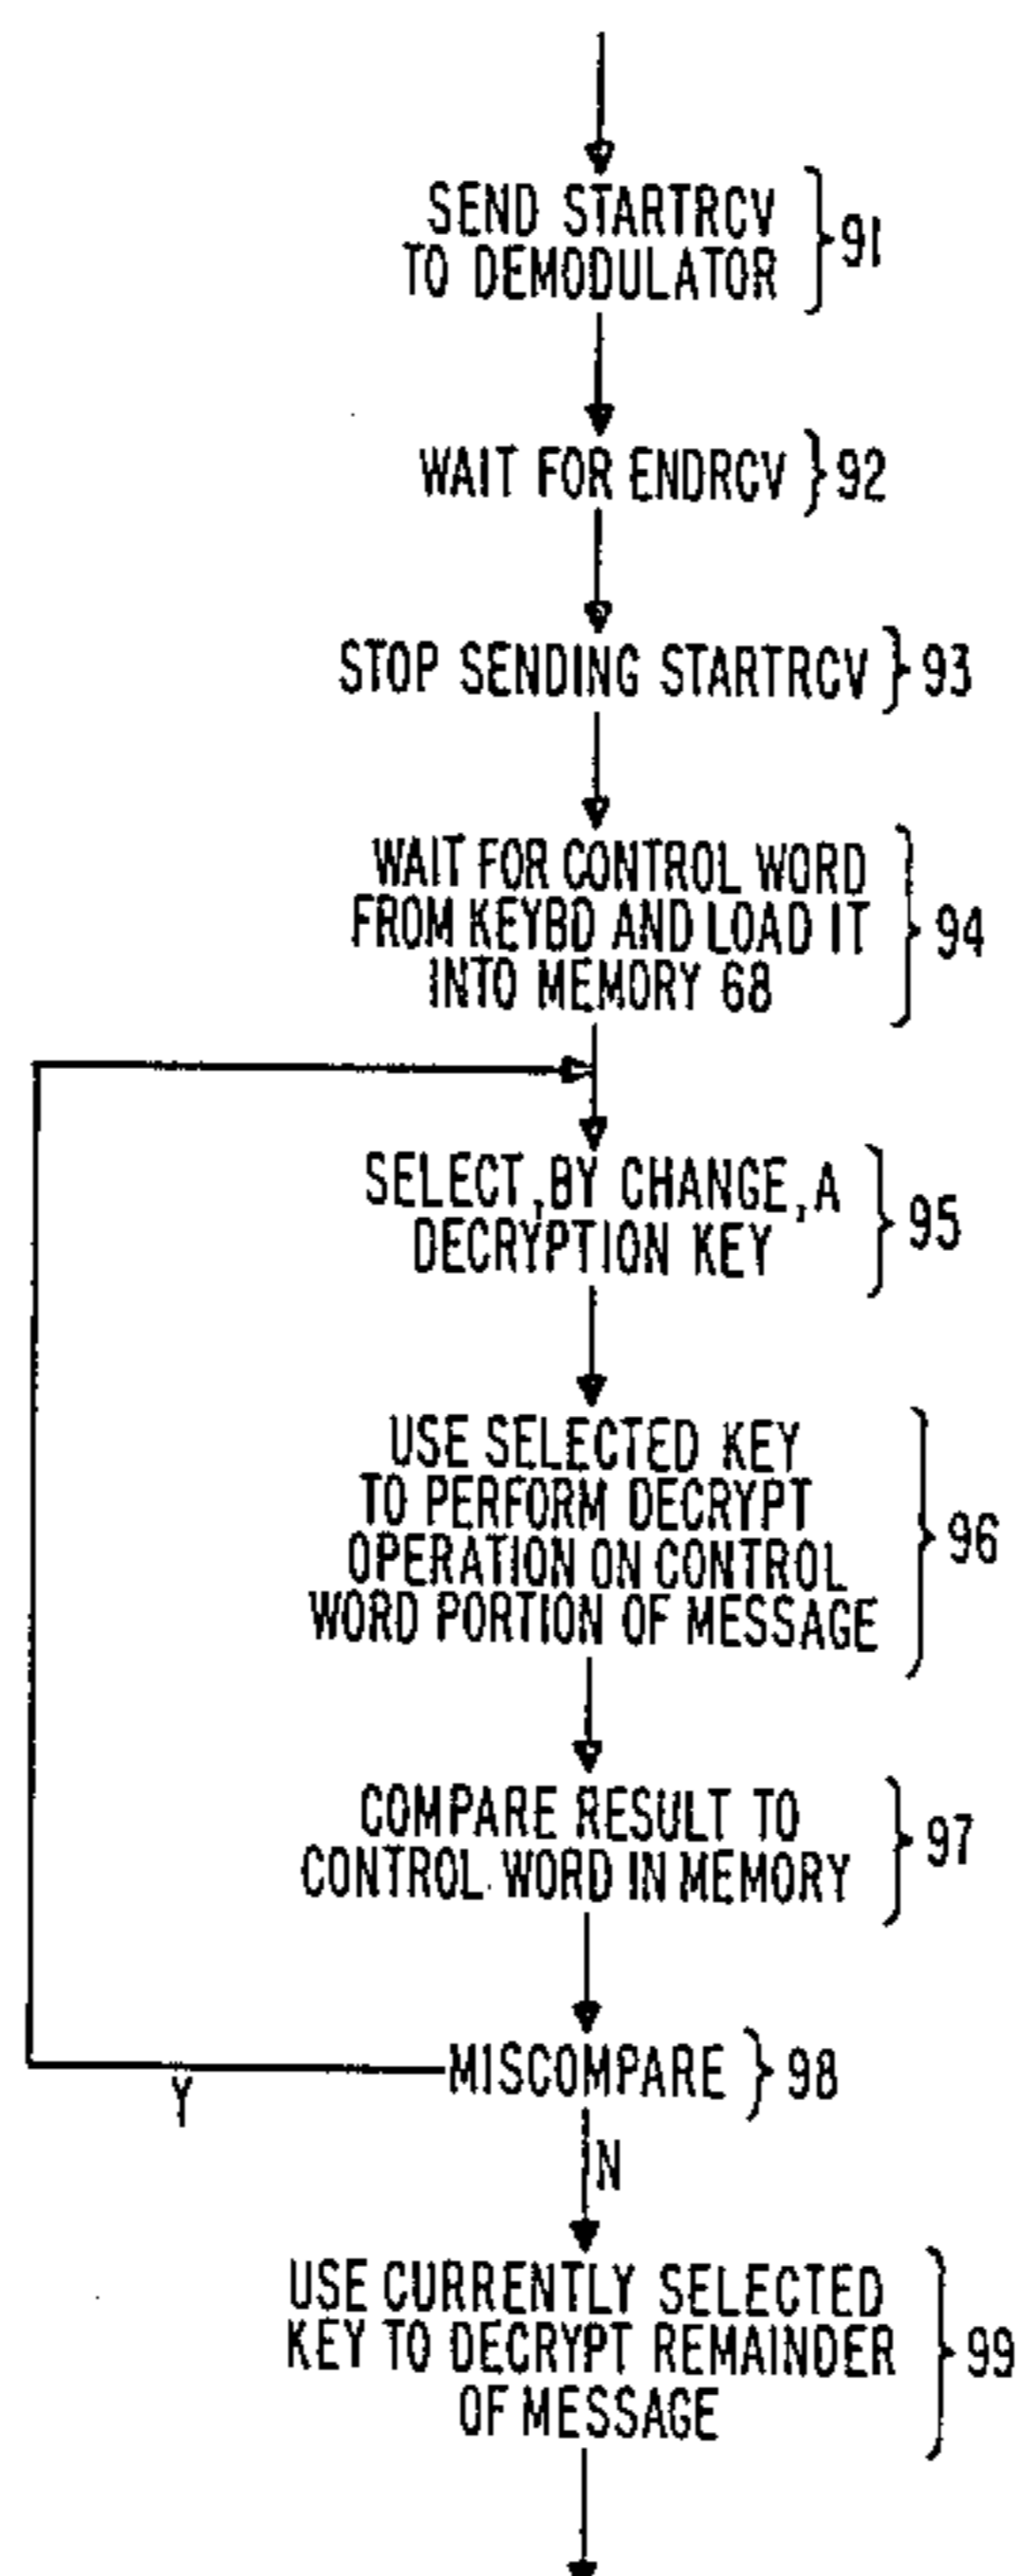 SEND STARTRCV
TO DEMODULATOR
91
WAIT FOR ENDRCV
92
STOP SENDING STARTRCV
93
WAIT FOR CONTROL WORD
FROM KEYBD AND LOAD IT
INTO MEMORY 68
94
SELECT, BY CHANGE, A
DECRYPTION KEY
95
USE SELECTED KEY
TO PERFORM DECRYPT
OPERATION ON CONTROL
WORD PORTION OF MESSAGE
96
COMPARE RESULT TO
CONTROL WORD IN MEMORY
97
MISCOMPARE
98
Y
N
USE CURRENTLY SELECTED
KEY TO DECRYPT REMAINDER
OF MESSAGE
99